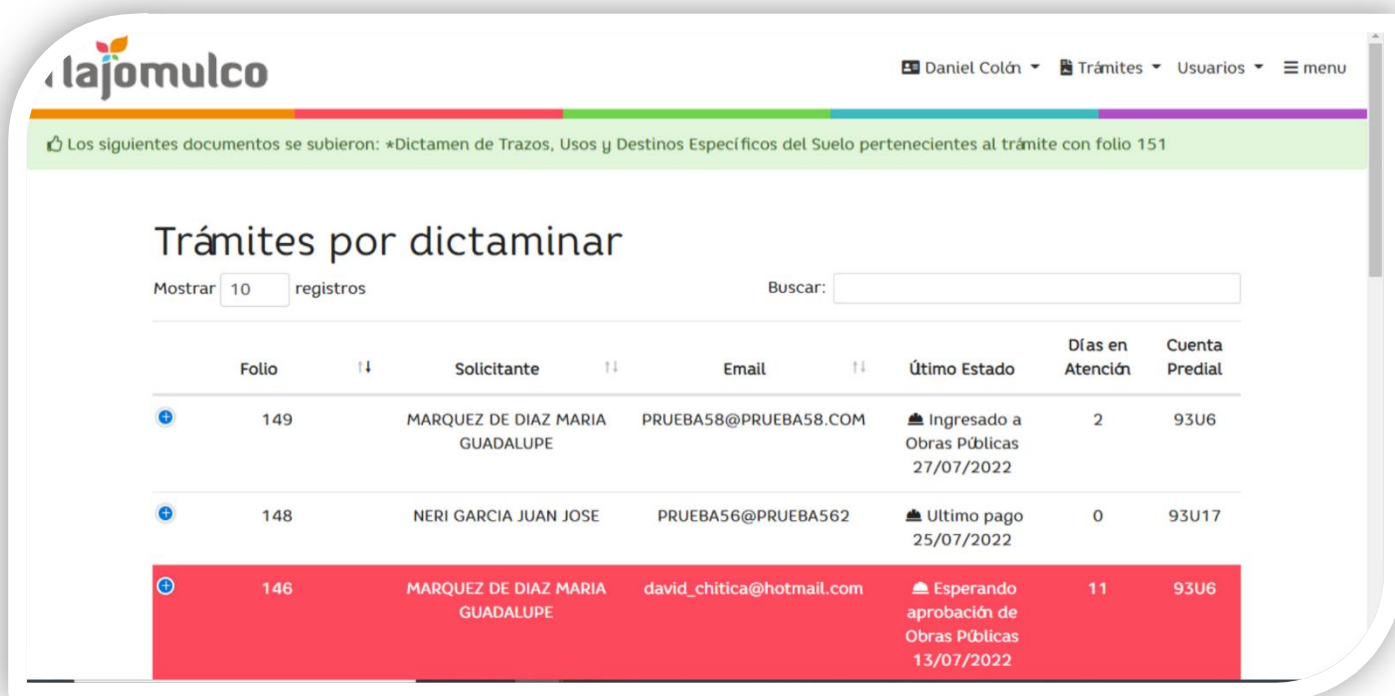 Tlajomulco
Daniel Colón Trámites Usuarios menu
Los siguientes documentos se subieron: *Dictamen de Trazos, Usos y Destinos Específicos del Suelo pertenecientes al trámite con folio 151
Trámites por dictaminar
Mostrar 10 registros Buscar:
Folio Solicitante Email Útimo Estado Días en Atención Cuenta Predial
149 MARQUEZ DE DIAZ MARIA PRUEBA58@PRUEBA58.COM Ingresado a 2 93U6
GUADALUPE Obras Públicas
27/07/2022
148 NERI GARCIA JUAN JOSE PRUEBA56@PRUEBA562 Ultimo pago 0 93U17
25/07/2022
146 MARQUEZ DE DIAZ MARIA david_chitica@hotmail.com Esperando 11 93U6
GUADALUPE aprobación de
Obras Públicas
13/07/2022